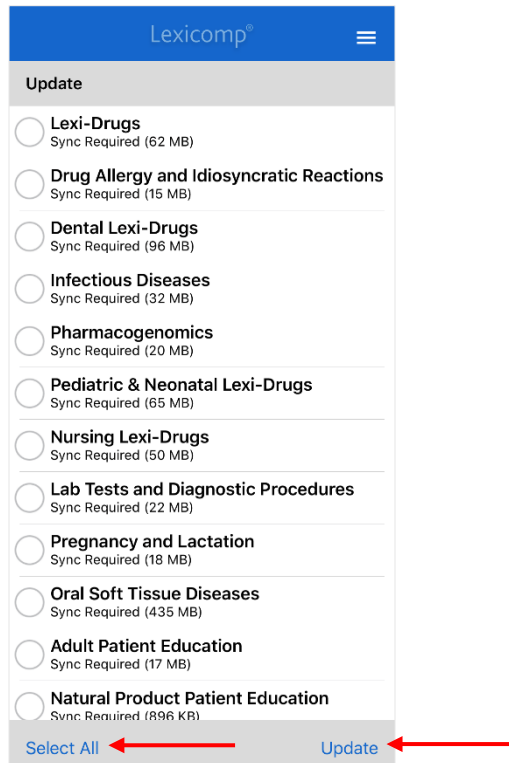 Lexicomp®
Update
Lexi-Drugs
Sync Required (62 MB)
Drug Allergy and Idiosyncratic Reactions
Sync Required (15 MB)
Dental Lexi-Drugs
Sync Required (96 MB)
Infectious Diseases
Sync Required (32 MB)
Pharmacogenomics
Sync Required (20 MB)
Pediatric & Neonatal Lexi-Drugs
Sync Required (65 MB)
Nursing Lexi-Drugs
Sync Required (50 MB)
Lab Tests and Diagnostic Procedures
Sync Required (22 MB)
Pregnancy and Lactation
Sync Required (18 MB)
Oral Soft Tissue Diseases
Sync Required (435 MB)
Adult Patient Education
Sync Required (17 MB)
Natural Product Patient Education
Sync Required (896 KB)
Select All Update